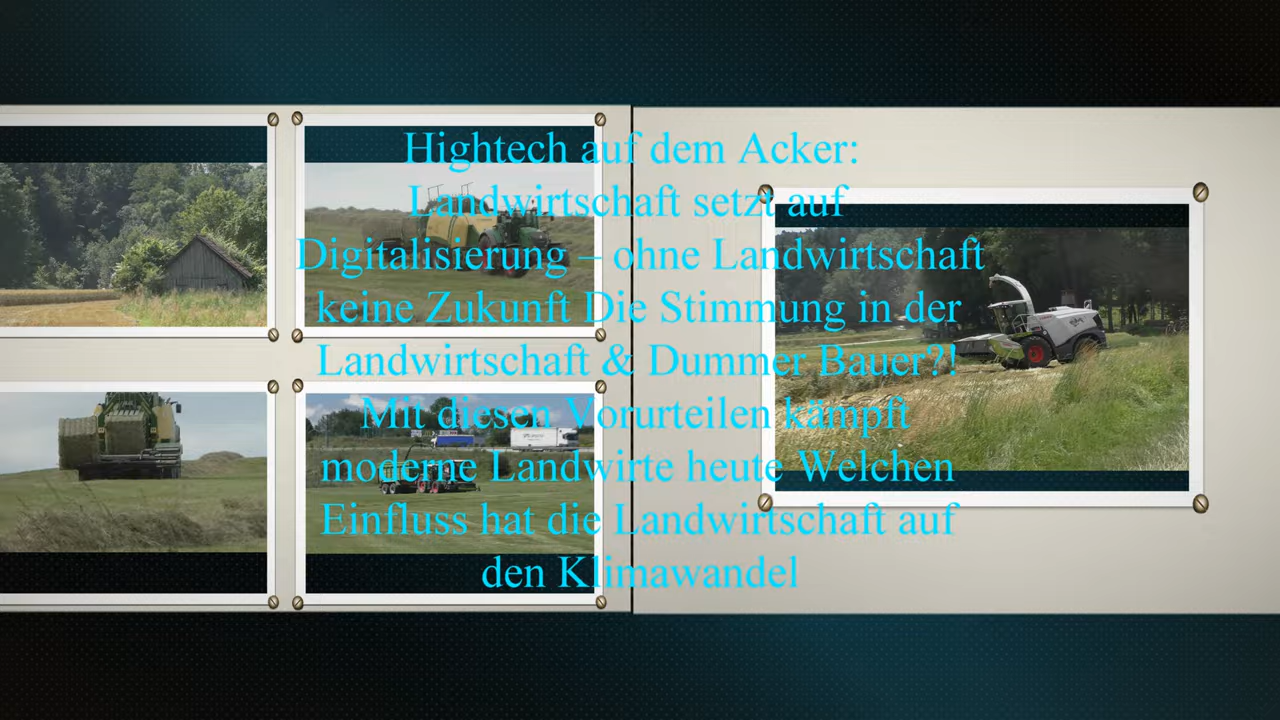 Hightech auf dem Acker:
Landwirtschaft setzt auf
Digitalisierung – ohne Landwirtschaft
keine Zukunft Die Stimmung in der
Landwirtschaft & Dummer Bauer?!
Mit diesen Vorurteilen kämpft
moderne Landwirte heute Welchen
Einfluss hat die Landwirtschaft auf
den Klimawandel